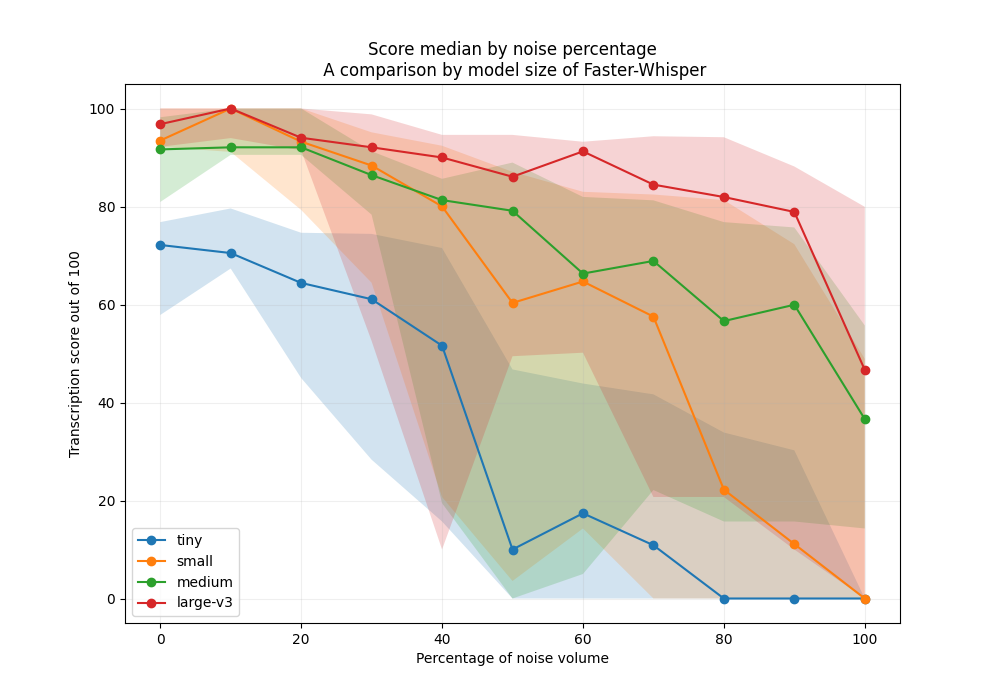 Score median by noise percentage
A comparison by model size of Faster-Whisper
Transcription score out of 100
100
80
60
40
20
0
tiny
small
medium
large-v3
0 20 40 60 80 100
Percentage of noise volume